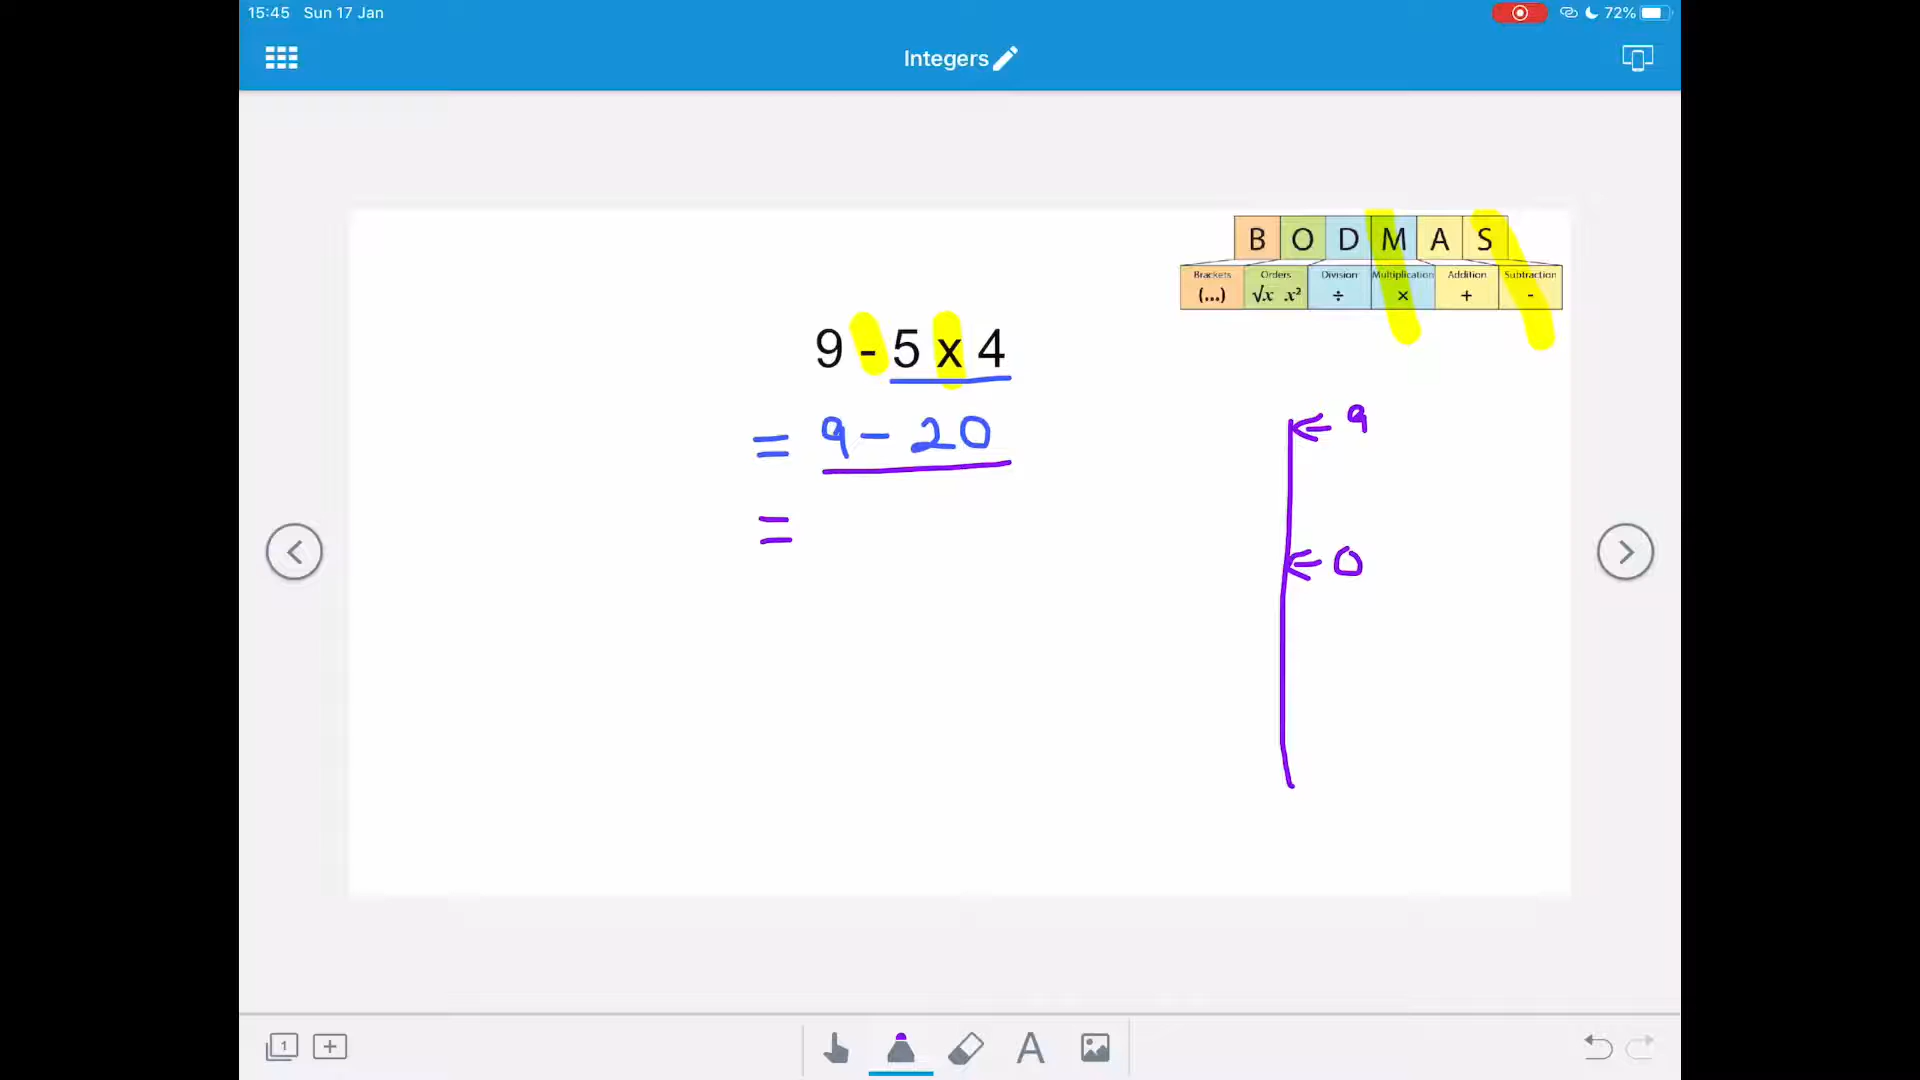 15:45 Sun 17 Jan
72%
Integers
B O D M A S
Brackets Orders Division Multiplication Addition Subtraction
(...) √x x² ÷ × + -
9 - 5 x 4
= 9 - 20
=
← 9
← 0
1
A